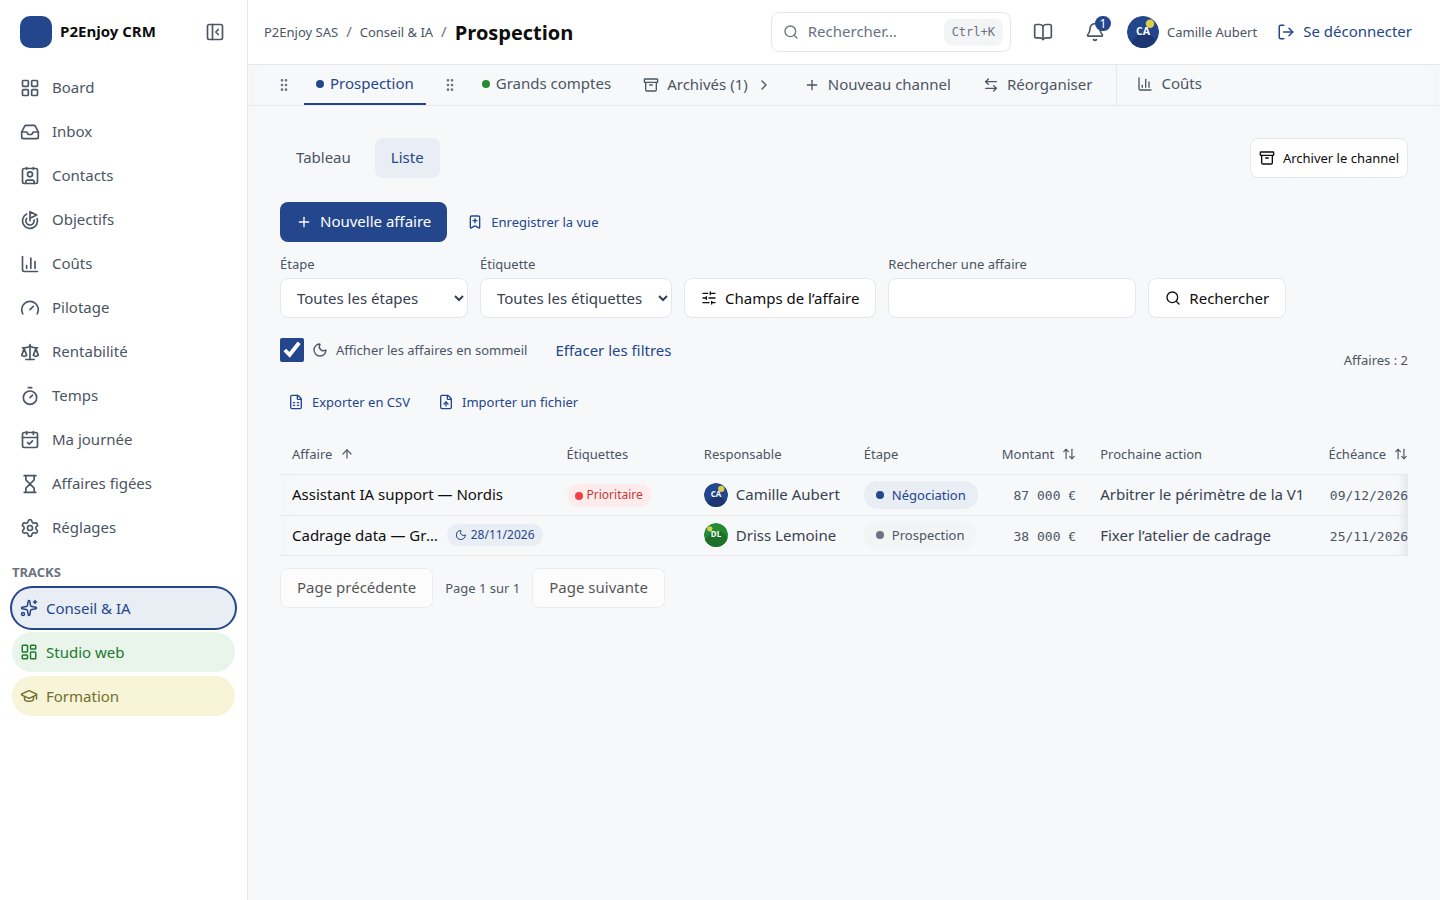 P2Enjoy CRM
Board
Inbox
Contacts
Objectifs
Coûts
Pilotage
Rentabilité
Temps
Ma journée
Affaires figées
Réglages
TRACKS
Conseil & IA
Studio web
Formation
P2Enjoy SAS / Conseil & IA / Prospection
Rechercher... Ctrl+K
1
CA Camille Aubert
Se déconnecter
Prospection
Grands comptes
Archivés (1)
Nouveau channel
Réorganiser
Coûts
Tableau
Liste
Archiver le channel
Nouvelle affaire
Enregistrer la vue
Étape
Toutes les étapes
Étiquette
Toutes les étiquettes
Champs de l’affaire
Rechercher une affaire
Rechercher
Afficher les affaires en sommeil
Effacer les filtres
Affaires : 2
Exporter en CSV
Importer un fichier
Affaire Étiquettes Responsable Étape Montant Prochaine action Échéance
Assistant IA support — Nordis Prioritaire CA Camille Aubert Négociation 87 000 € Arbitrer le périmètre de la V1 09/12/2026
Cadrage data — Gr... 28/11/2026 DL Driss Lemoine Prospection 38 000 € Fixer l’atelier de cadrage 25/11/2026
Page précédente
Page 1 sur 1
Page suivante